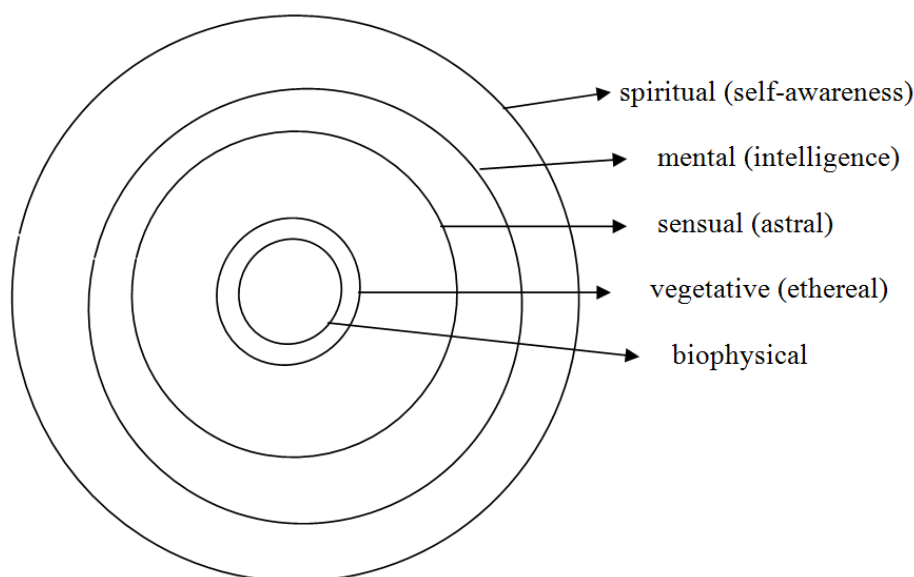 spiritual (self-awareness)
mental (intelligence)
sensual (astral)
vegetative (ethereal)
biophysical